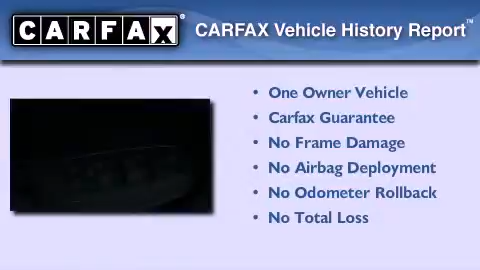 CARFAX® CARFAX Vehicle History Report™
• One Owner Vehicle
• Carfax Guarantee
• No Frame Damage
• No Airbag Deployment
• No Odometer Rollback
• No Total Loss